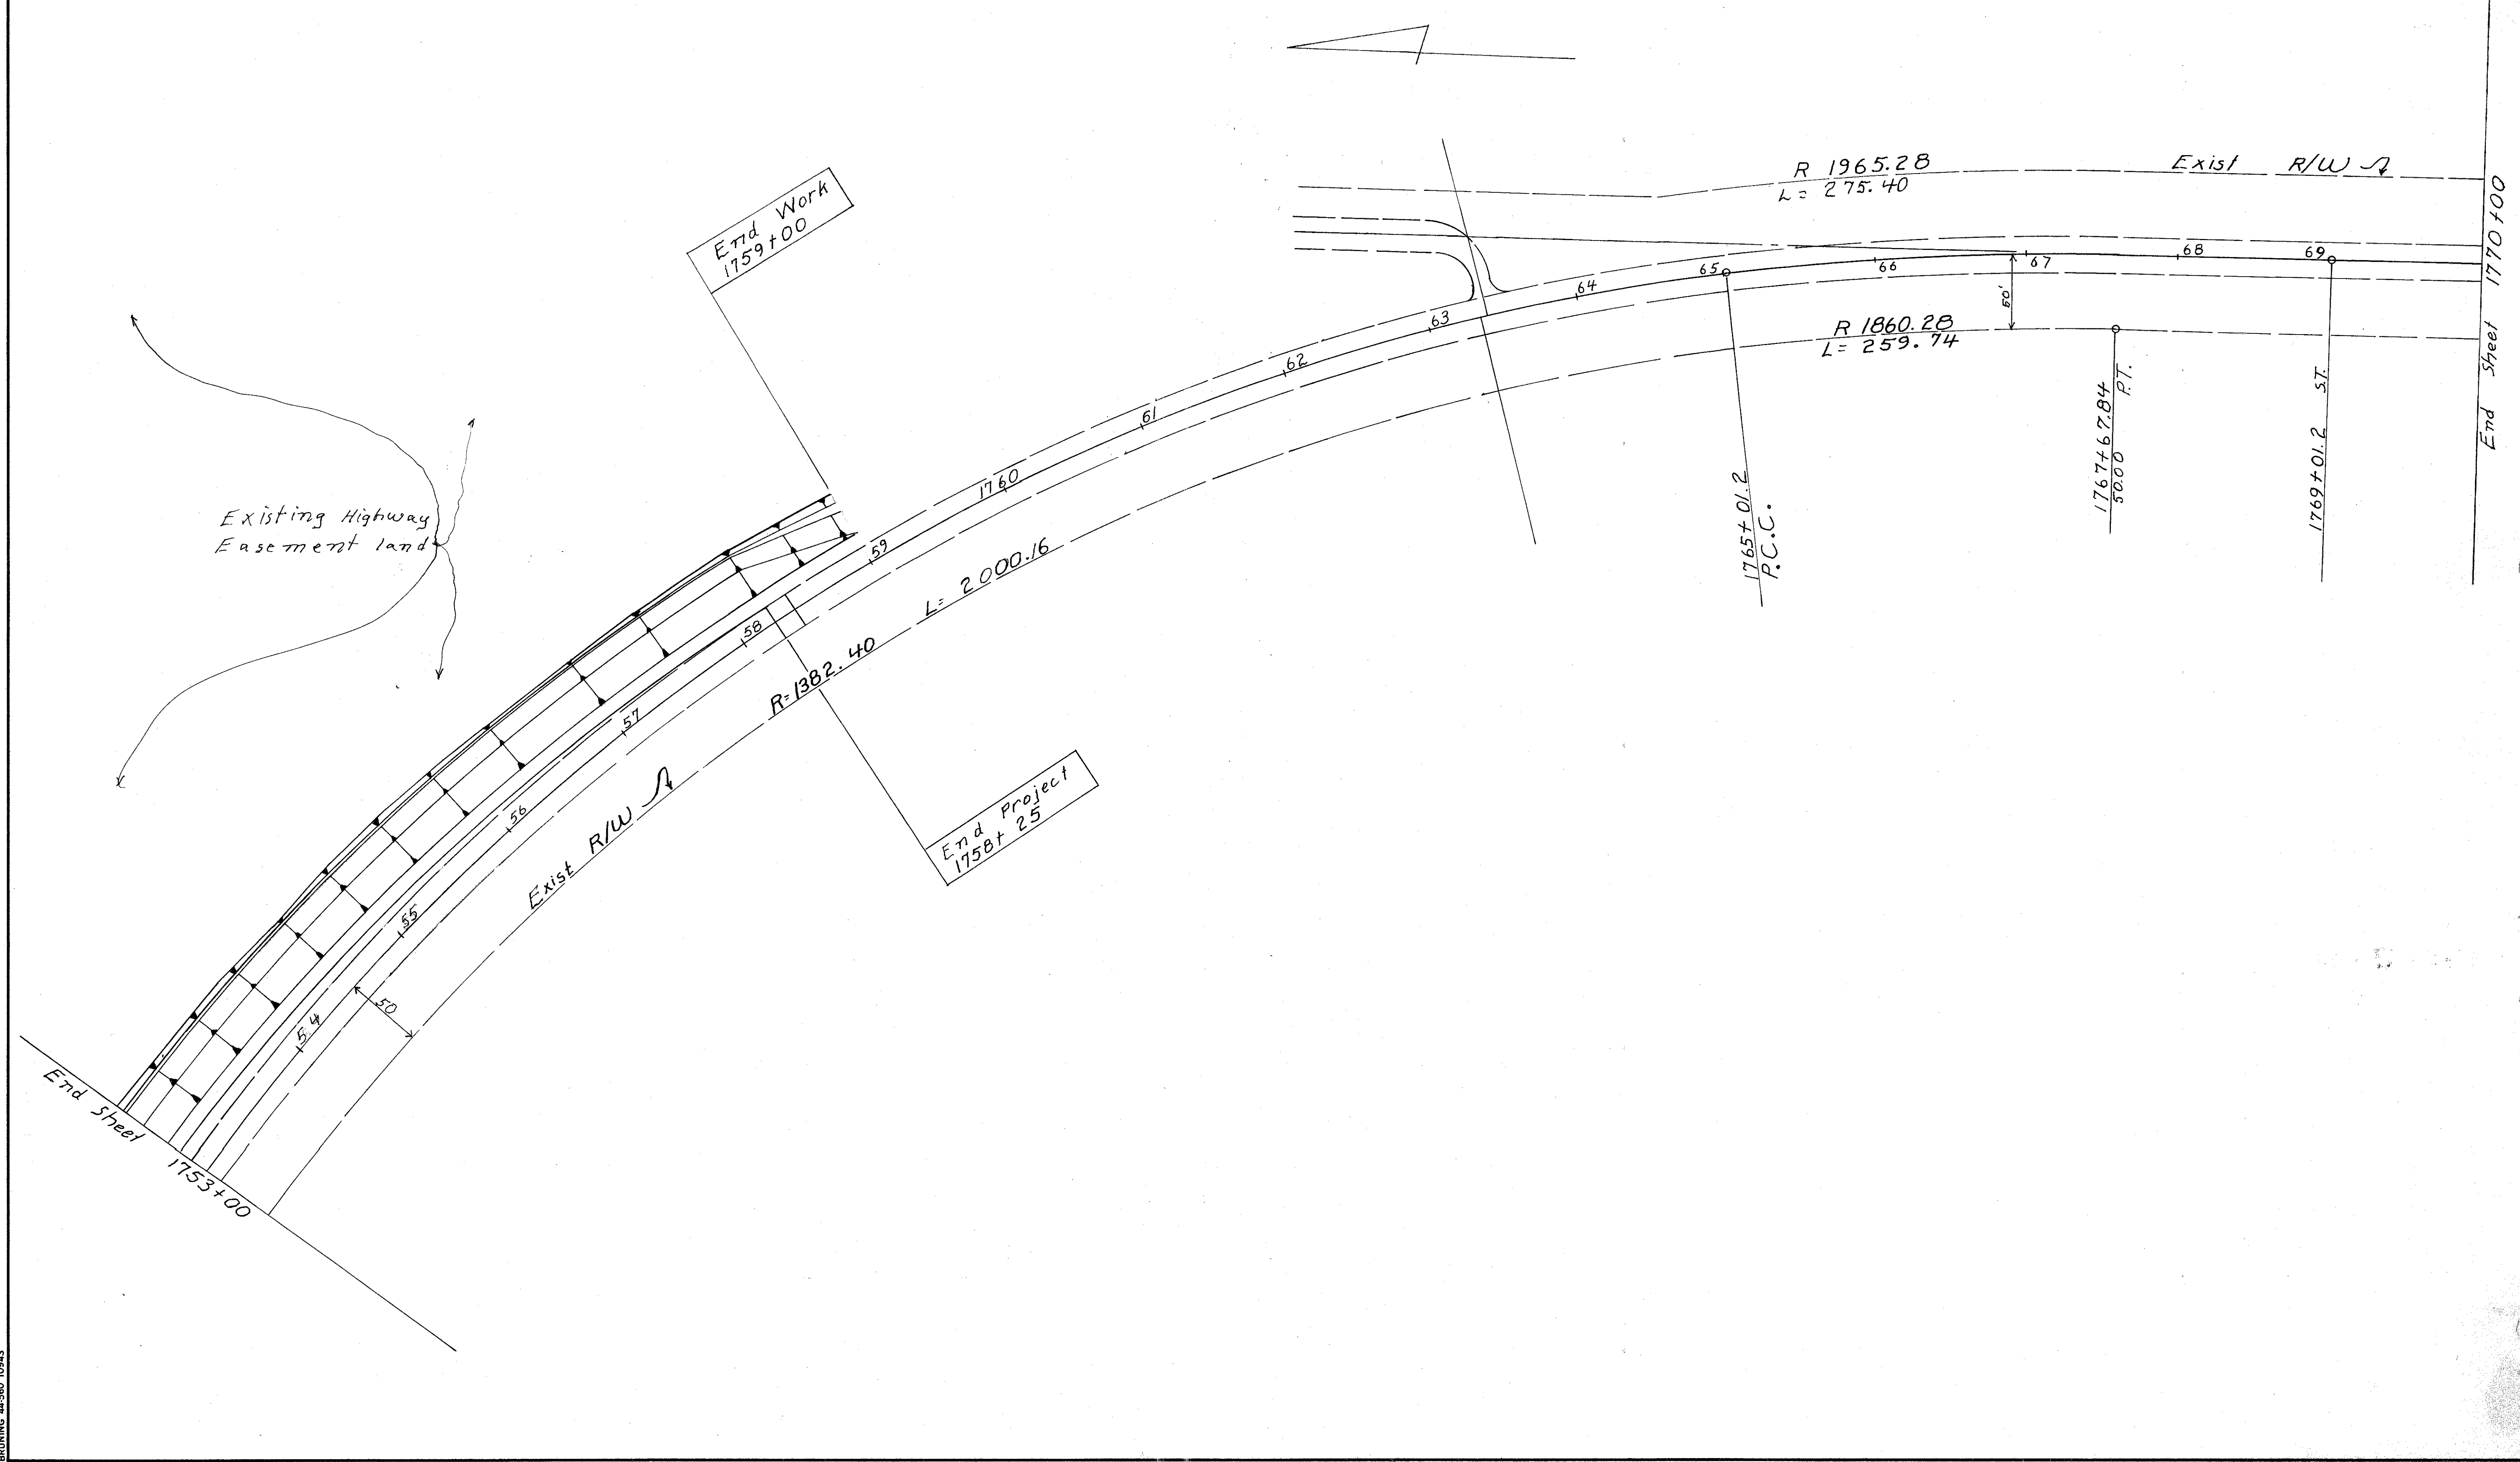 R 1965.28
L= 275.40
Exist R/W
End Work
1759+00
1770+00
End Sheet
65
66
67
68
69
64
63
62
61
1760
59
58
57
56
55
54
50'
R 1860.28
L= 259.74
1767+67.84
50.00 P.T.
1769+01.2 S.T.
1765+01.2
P.C.C.
Existing Highway
Easement land
L= 2000.16
R=1382.40
Exist R/W
End Project
1758+25
50
End Sheet
1753+00